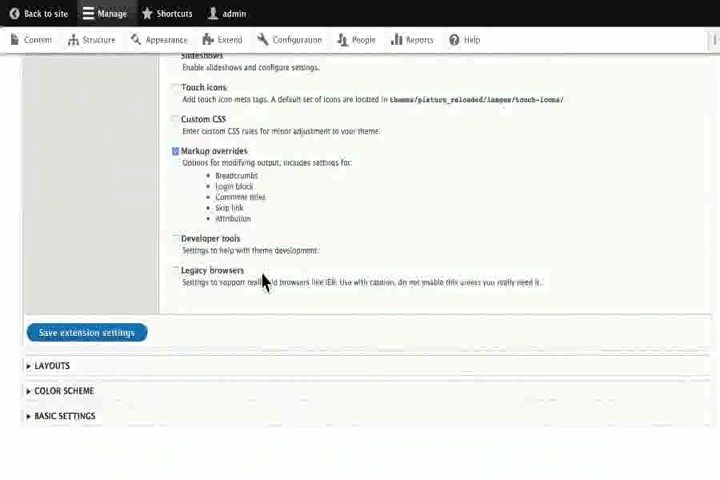 Back to site Manage Shortcuts admin
Content Structure Appearance Extend Configuration People Reports Help
Slideshows
Enable slideshows and configure settings.
Touch icons
Add touch icon meta tags. A default set of icons are located in themes/pixture_reloaded/images/touch-icons/
Custom CSS
Enter custom CSS rules for minor adjustment to your theme.
Markup overrides
Options for modifying output, includes settings for:
Breadcrumbs
Login block
Comment titles
Skip link
Attribution
Developer tools
Settings to help with theme development.
Legacy browsers
Settings to support really old browsers like IE8. Use with caution, do not enable this unless you really need it.
Save extension settings
LAYOUTS
COLOR SCHEME
BASIC SETTINGS